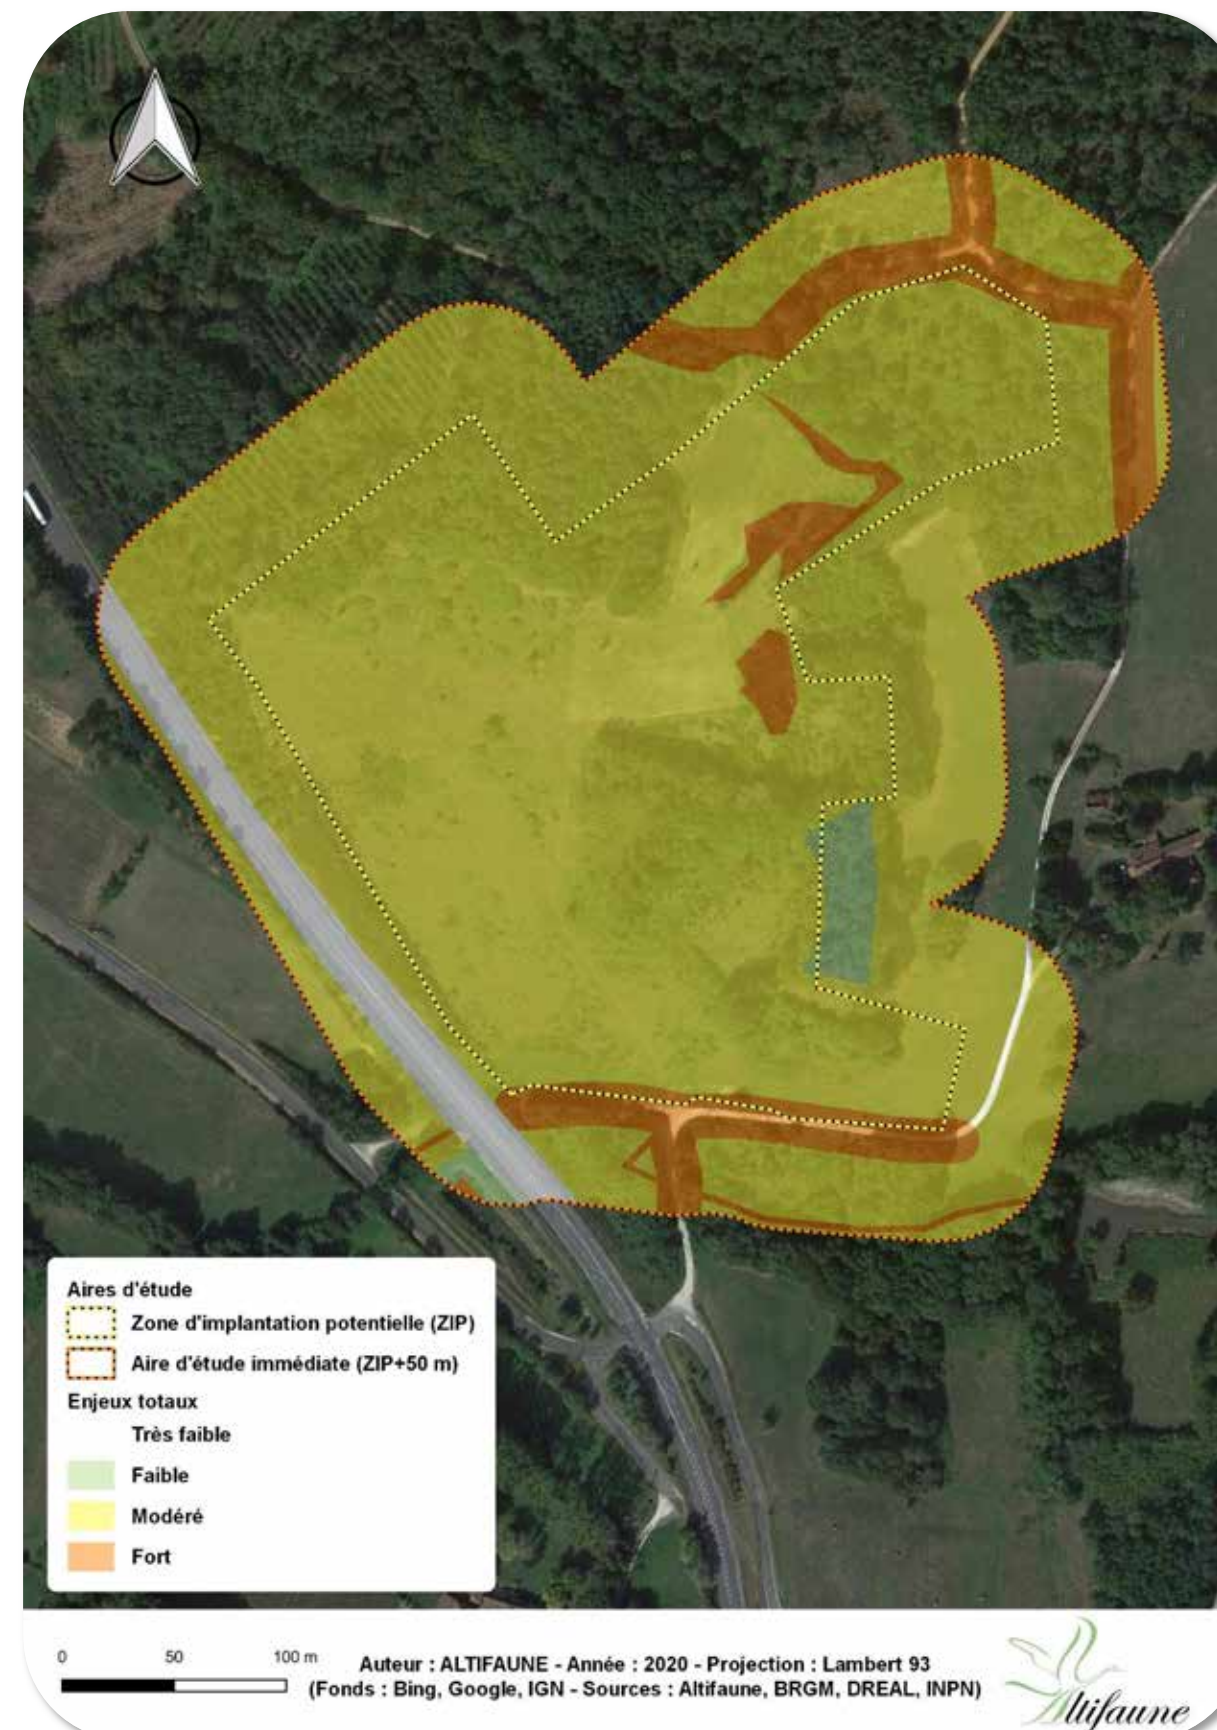 Aires d'étude
Zone d'implantation potentielle (ZIP)
Aire d'étude immédiate (ZIP+50 m)
Enjeux totaux
Très faible
Faible
Modéré
Fort
0 50 100 m
Auteur : ALTIFAUNE - Année : 2020 - Projection : Lambert 93
(Fonds : Bing, Google, IGN - Sources : Altifaune, BRGM, DREAL, INPN)
Altifaune